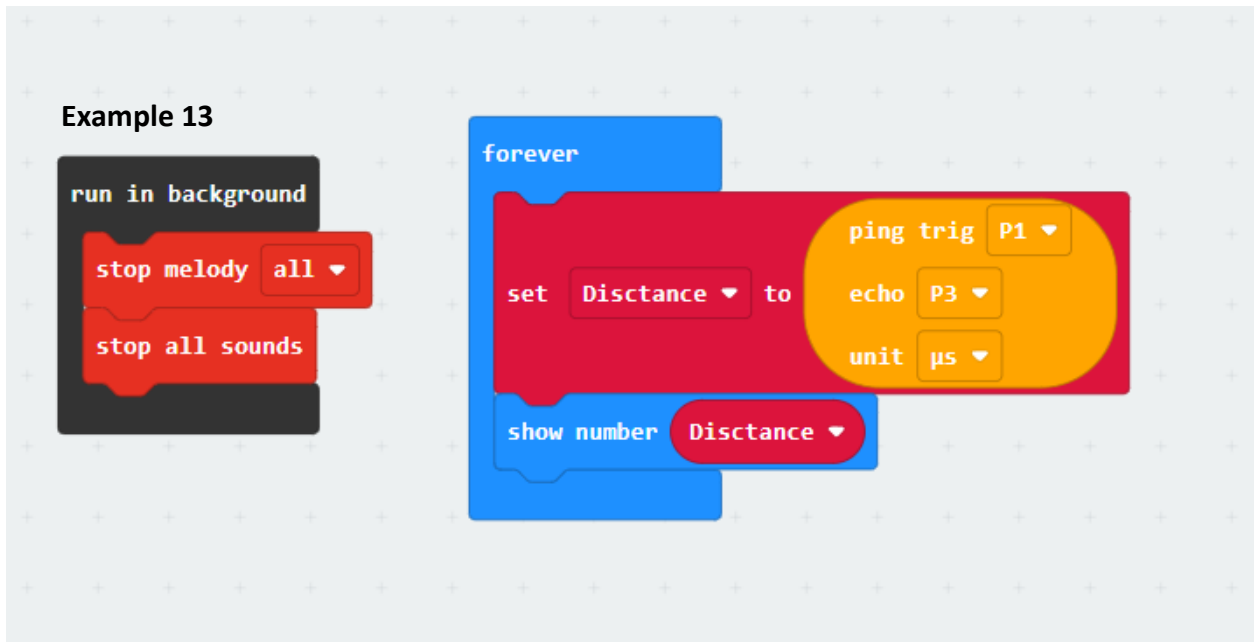 Example 13
run in background
stop melody all
stop all sounds
forever
set Disctance to
ping trig P1
echo P3
unit µs
show number Disctance